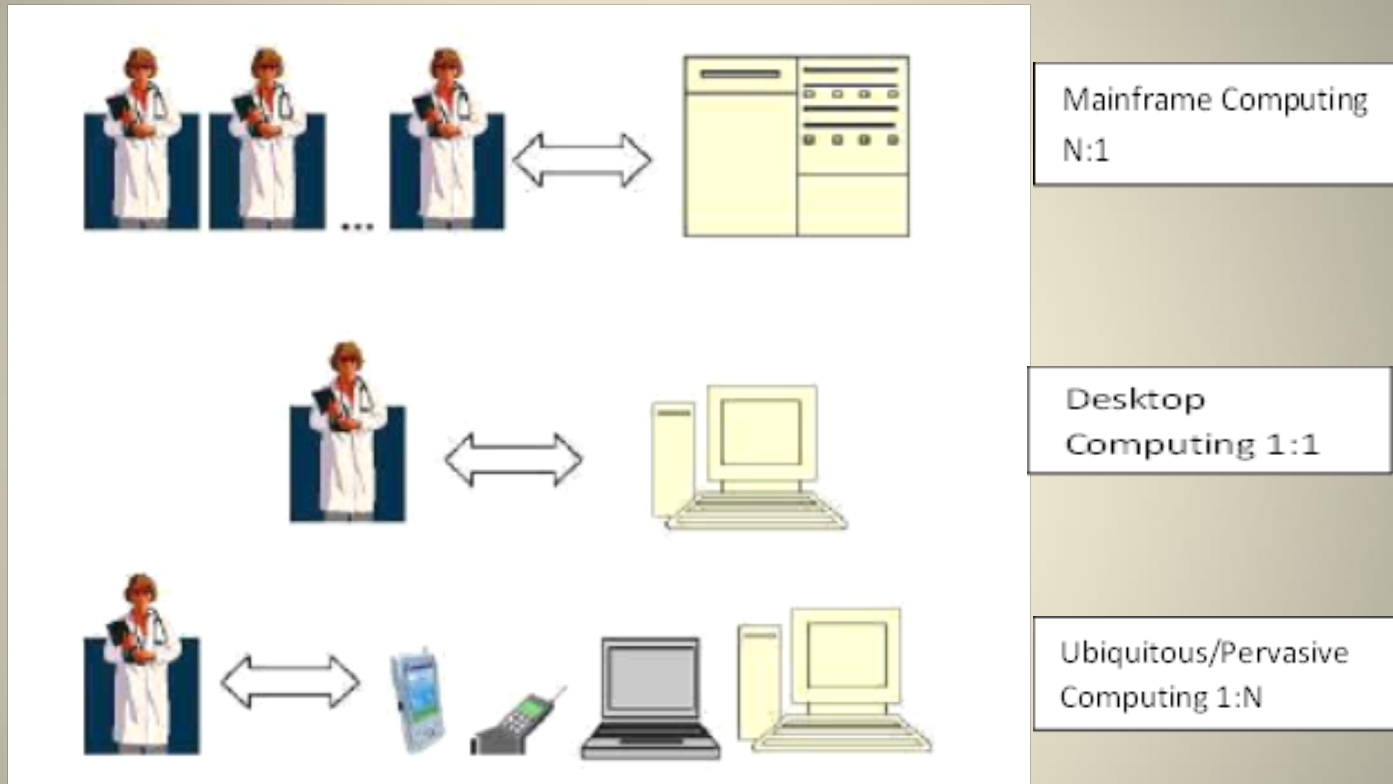 Mainframe Computing
N:1
...
Desktop
Computing 1:1
Ubiquitous/Pervasive
Computing 1:N